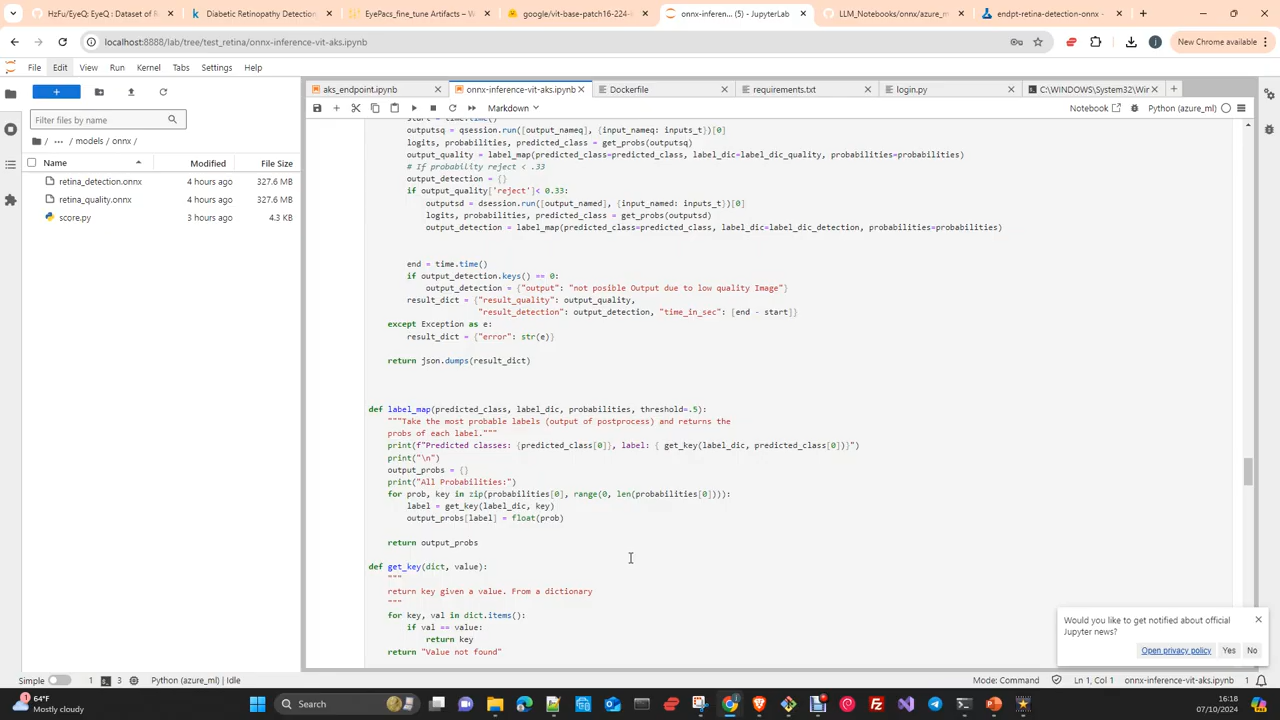 HzFu/EyeQ: EyeQ : Dataset of R
Diabetic Retinopathy Detection
EyePacs_fine_tune Artifacts – W
google/vit-base-patch16-224-i
onnx-inferen... (5) - JupyterLab
LLM_Notebooks/onnx/azure_m
endpt-retina-detection-onnx -
localhost:8888/lab/tree/test_retina/onnx-inference-vit-aks.ipynb
New Chrome available
File Edit View Run Kernel Tabs Settings Help
aks_endpoint.ipynb
onnx-inference-vit-aks.ipynb
Dockerfile
requirements.txt
login.py
C:\WINDOWS\System32\Wir
Markdown
Notebook
Python (azure_ml)
Filter files by name
/ ... / models / onnx /
Name Modified File Size
retina_detection.onnx 4 hours ago 327.6 MB
retina_quality.onnx 4 hours ago 327.6 MB
score.py 3 hours ago 4.3 KB
start = time.time()
outputsq = qsession.run([output_nameq], {input_nameq: inputs_t})[0]
logits, probabilities, predicted_class = get_probs(outputsq)
output_quality = label_map(predicted_class=predicted_class, label_dic=label_dic_quality, probabilities=probabilities)
# If probability reject < .33
output_detection = {}
if output_quality['reject']< 0.33:
outputsd = dsession.run([output_named], {input_named: inputs_t})[0]
logits, probabilities, predicted_class = get_probs(outputsd)
output_detection = label_map(predicted_class=predicted_class, label_dic=label_dic_detection, probabilities=probabilities)
end = time.time()
if output_detection.keys() == 0:
output_detection = {"output": "not posible Output due to low quality Image"}
result_dict = {"result_quality": output_quality,
"result_detection": output_detection, "time_in_sec": [end - start]}
except Exception as e:
result_dict = {"error": str(e)}
return json.dumps(result_dict)
def label_map(predicted_class, label_dic, probabilities, threshold=.5):
"""Take the most probable labels (output of postprocess) and returns the
probs of each label."""
print(f"Predicted classes: {predicted_class[0]}, label: { get_key(label_dic, predicted_class[0])}")
print("\n")
output_probs = {}
print("All Probabilities:")
for prob, key in zip(probabilities[0], range(0, len(probabilities[0]))):
label = get_key(label_dic, key)
output_probs[label] = float(prob)
return output_probs
def get_key(dict, value):
"""
return key given a value. From a dictionary
"""
for key, val in dict.items():
if val == value:
return key
return "Value not found"
Would you like to get notified about official
Jupyter news?
Open privacy policy Yes No
Simple 1 3 Python (azure_ml) | Idle
Mode: Command Ln 1, Col 1 onnx-inference-vit-aks.ipynb 1
64°F
Mostly cloudy
Search
16:18
07/10/2024